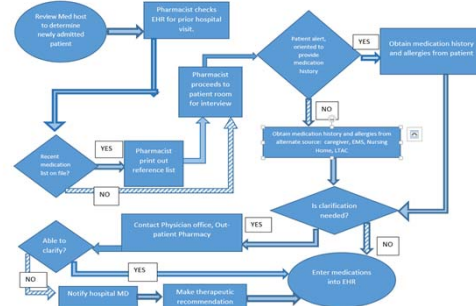 Review Med host
to determine
newly admitted
patient
Pharmacist checks
EHR for prior hospital
visit.
Patient alert,
oriented to
provide
medication
history
YES
Obtain medication history
and allergies from patient
Pharmacist
proceeds to
patient room
for interview
NO
Recent
medication
list on file?
YES
Pharmacist
print out
reference list
NO
Obtain medication history and allergies from
alternate source: caregiver, EMS, Nursing
Home, LTAC
Is clarification
needed?
YES
Contact Physician office, Out-
patient Pharmacy
NO
Able to
clarify?
YES
Enter medications
into EHR
NO
Notify hospital MD
Make therapeutic
recommendation